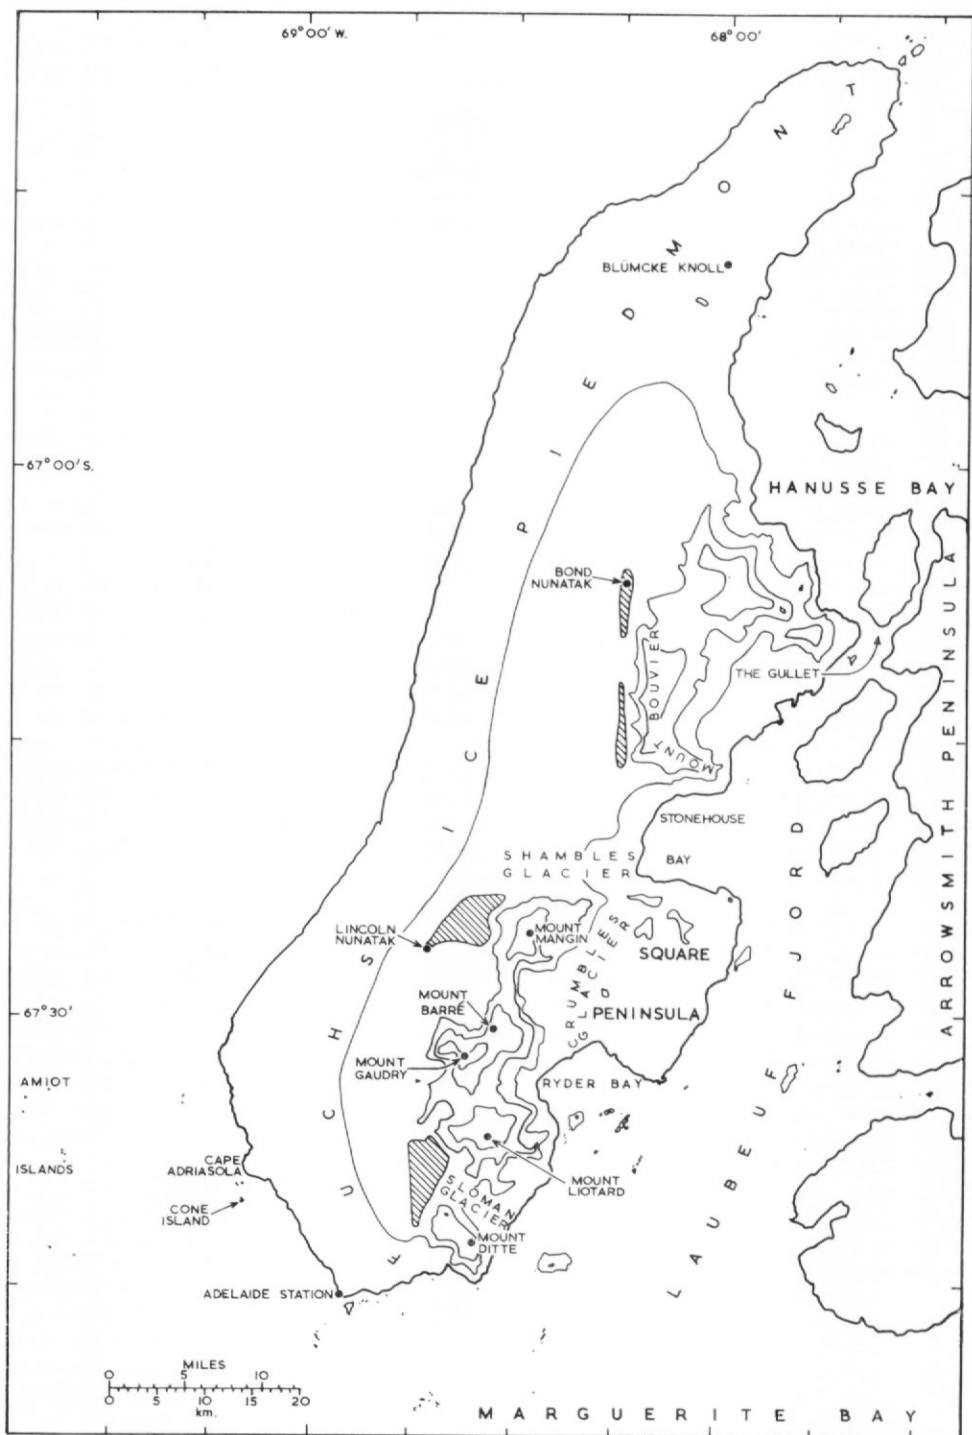 69°00' W.
68°00'
BLÜMCKE KNOLL
67°00'S.
HANUSSE BAY
BOND
NUNATAK
THE GULLET
MOUNT BOUVIER
ARROWSMITH PENINSULA
STONEHOUSE
BAY
SHAMBLES
GLACIER
LINCOLN
NUNATAK
MOUNT
MANGIN
SQUARE
PENINSULA
CRUMBLES
GLACIER
MOUNT
BARRÉ
67°30'
MOUNT
GAUDRY
RYDER BAY
AMIOT
ISLANDS
CAPE
ADRIASOLA
CONE
ISLAND
MOUNT
LIOTARD
SLOMAN
GLACIER
MOUNT
DITTE
ADELAIDE STATION
FUCHS ICE PIEDMONT
LAUBEUF FJORD
MILES
0 5 10
0 5 10 15 20
km.
MARGUERITE BAY